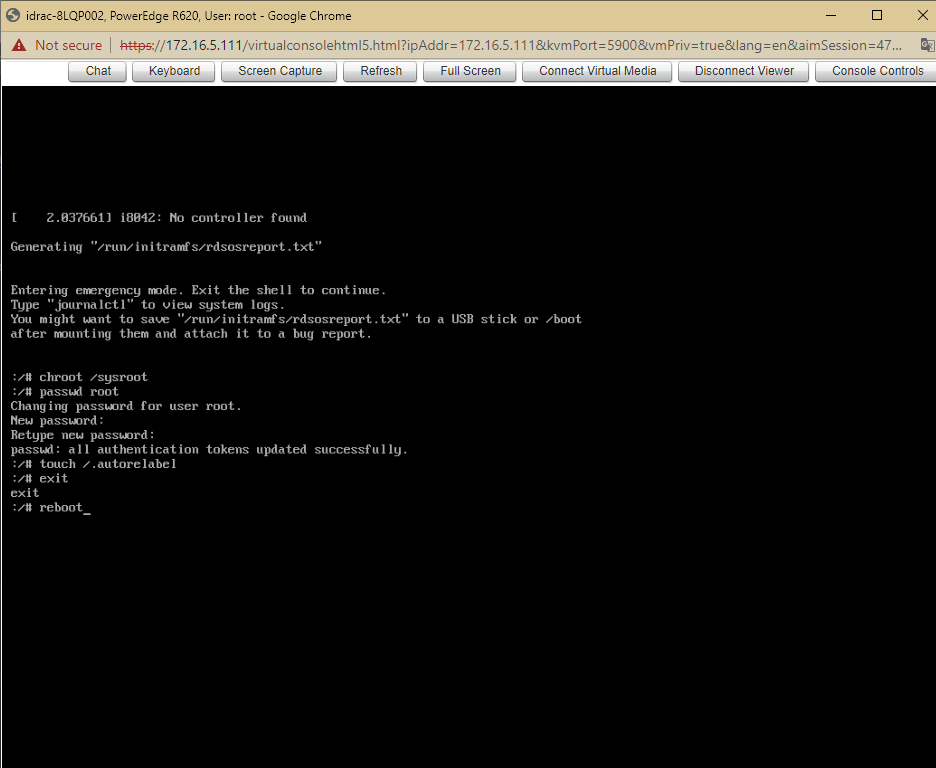 idrac-8LQP002, PowerEdge R620, User: root - Google Chrome
Not secure | https://172.16.5.111/virtualconsolehtml5.html?ipAddr=172.16.5.111&kvmPort=5900&vmPriv=true&lang=en&aimSession=47...
Chat Keyboard Screen Capture Refresh Full Screen Connect Virtual Media Disconnect Viewer Console Controls
[    2.037661] i8042: No controller found
Generating "/run/initramfs/rdsosreport.txt"
Entering emergency mode. Exit the shell to continue.
Type "journalctl" to view system logs.
You might want to save "/run/initramfs/rdsosreport.txt" to a USB stick or /boot
after mounting them and attach it to a bug report.
:/# chroot /sysroot
:/# passwd root
Changing password for user root.
New password:
Retype new password:
passwd: all authentication tokens updated successfully.
:/# touch /.autorelabel
:/# exit
exit
:/# reboot_